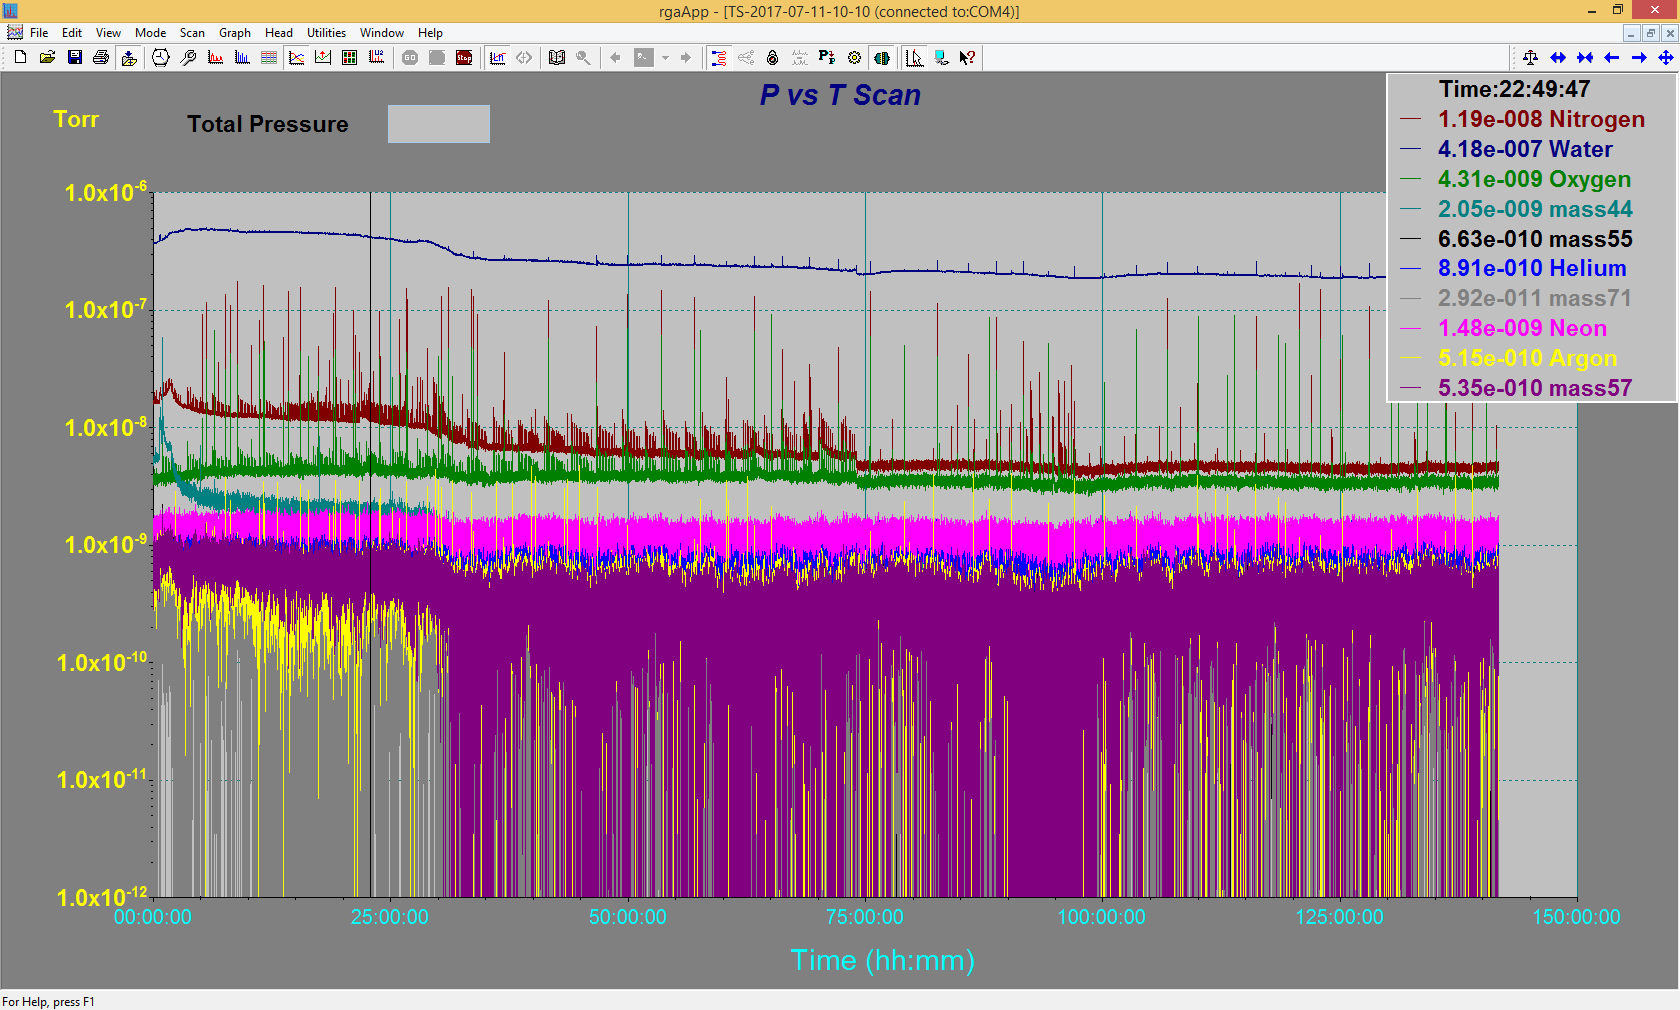 rgaApp - [TS-2017-07-11-10-10 (connected to:COM4)]
File Edit View Mode Scan Graph Head Utilities Window Help
P vs T Scan
Torr
Total Pressure
Time:22:49:47
1.19e-008 Nitrogen
4.18e-007 Water
4.31e-009 Oxygen
2.05e-009 mass44
6.63e-010 mass55
8.91e-010 Helium
2.92e-011 mass71
1.48e-009 Neon
5.15e-010 Argon
5.35e-010 mass57
1.0x10⁻⁶
1.0x10⁻⁷
1.0x10⁻⁸
1.0x10⁻⁹
1.0x10⁻¹⁰
1.0x10⁻¹¹
1.0x10⁻¹²
00:00:00 25:00:00 50:00:00 75:00:00 100:00:00 125:00:00 150:00:00
Time (hh:mm)
For Help, press F1